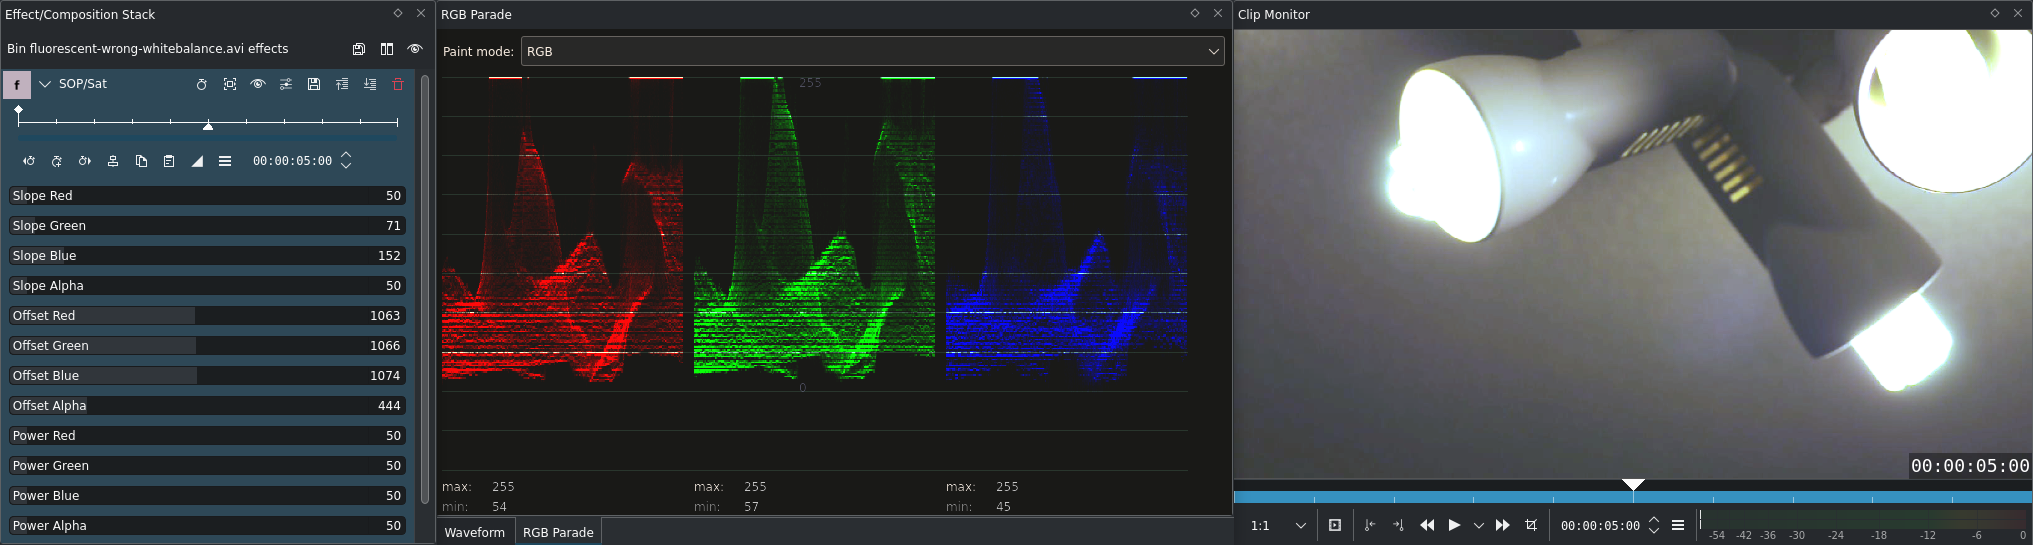 Effect/Composition Stack
Bin fluorescent-wrong-whitebalance.avi effects
f SOP/Sat
00:00:05:00
Slope Red 50
Slope Green 71
Slope Blue 152
Slope Alpha 50
Offset Red 1063
Offset Green 1066
Offset Blue 1074
Offset Alpha 444
Power Red 50
Power Green 50
Power Blue 50
Power Alpha 50
RGB Parade
Paint mode: RGB
255
0
max: 255 max: 255 max: 255
min: 54 min: 57 min: 45
Waveform RGB Parade
Clip Monitor
00:00:05:00
1:1 00:00:05:00
-54 -42 -36 -30 -24 -18 -12 -6 0